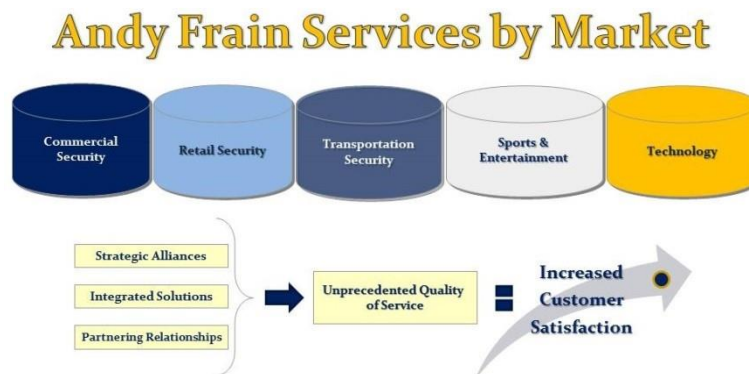 Andy Frain Services by Market
Commercial
Security
Retail Security
Transportation
Security
Sports &
Entertainment
Technology
Strategic Alliances
Integrated Solutions
Partnering Relationships
Unprecedented Quality
of Service
Increased
Customer
Satisfaction